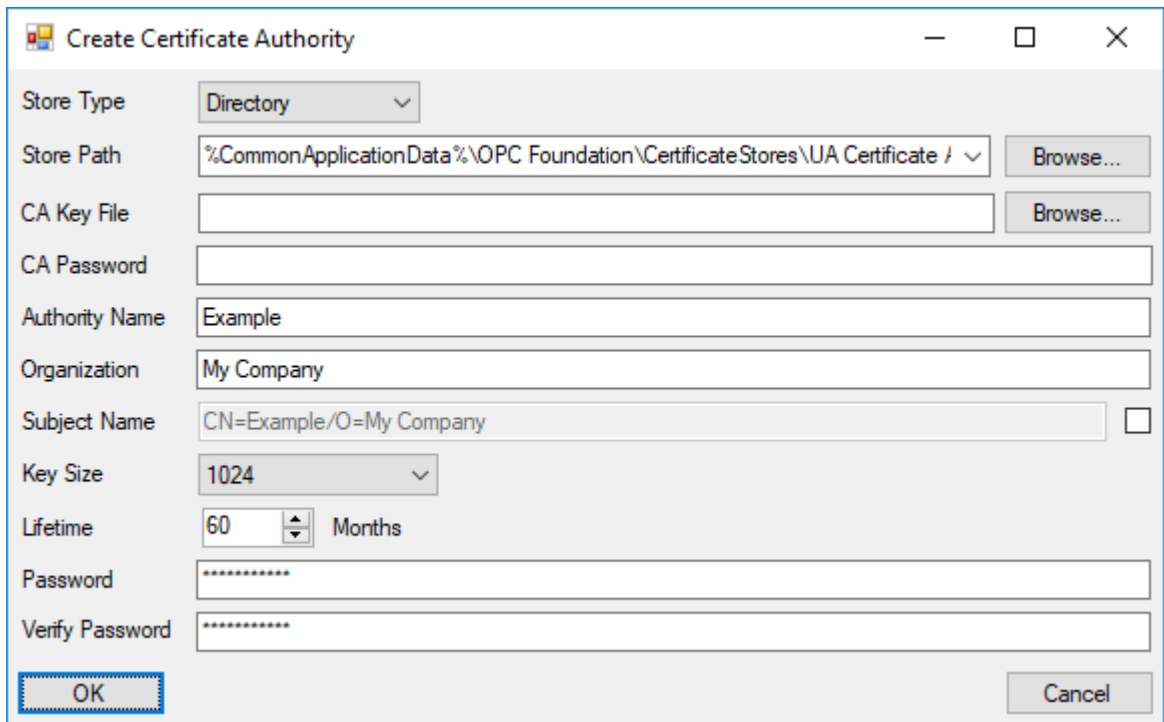 Create Certificate Authority
Store Type Directory
Store Path %CommonApplicationData%\OPC Foundation\CertificateStores\UA Certificate Browse...
CA Key File Browse...
CA Password
Authority Name Example
Organization My Company
Subject Name CN=Example/O=My Company
Key Size 1024
Lifetime 60 Months
Password ***********
Verify Password ***********
OK Cancel